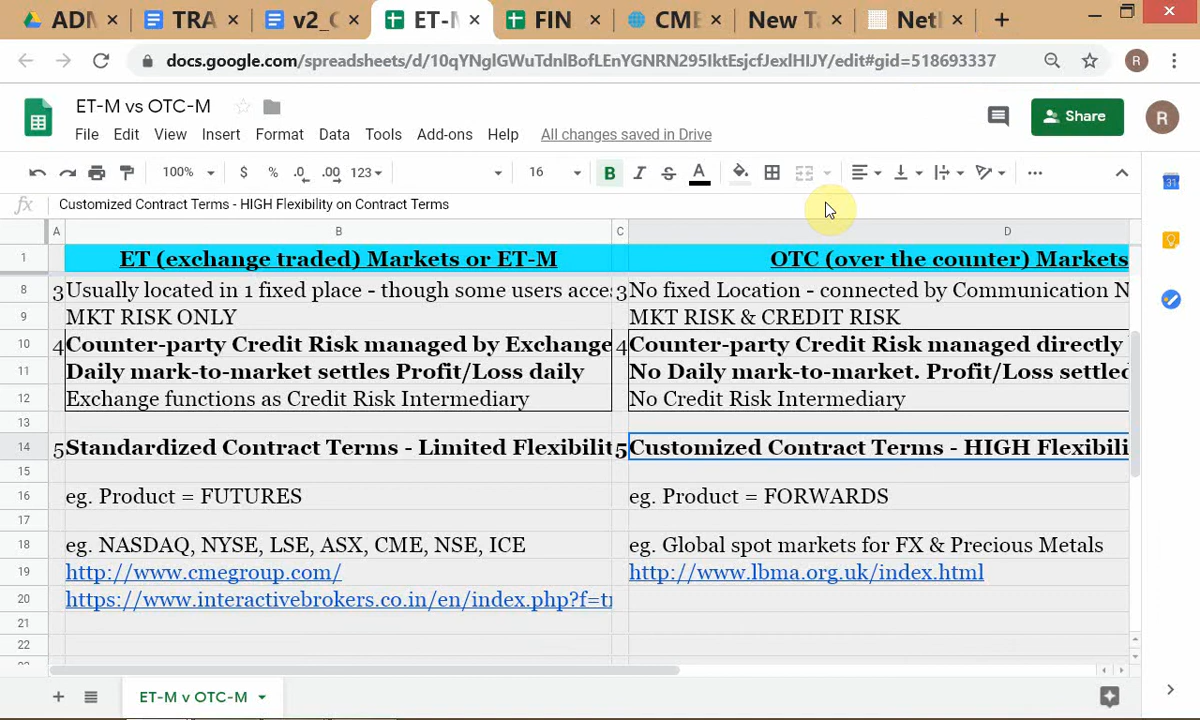 ADM
TRA
v2_C
ET-M
FIN
CME
New Ta
Netl
docs.google.com/spreadsheets/d/10qYNglGWuTdnlBofLEnYGNRN295IktEsjcfJexlHIJY/edit#gid=518693337
R
ET-M vs OTC-M
File Edit View Insert Format Data Tools Add-ons Help All changes saved in Drive
Share
R
100% $ % .0 .00 123 16 B I S A
31
fx Customized Contract Terms - HIGH Flexibility on Contract Terms
A B C D
1 ET (exchange traded) Markets or ET-M OTC (over the counter) Markets
8 3 Usually located in 1 fixed place - though some users acce 3 No fixed Location - connected by Communication N
9 MKT RISK ONLY MKT RISK & CREDIT RISK
10 4 Counter-party Credit Risk managed by Exchange 4 Counter-party Credit Risk managed directly
11 Daily mark-to-market settles Profit/Loss daily No Daily mark-to-market. Profit/Loss settled
12 Exchange functions as Credit Risk Intermediary No Credit Risk Intermediary
13
14 5 Standardized Contract Terms - Limited Flexibilit 5 Customized Contract Terms - HIGH Flexibili
15
16 eg. Product = FUTURES eg. Product = FORWARDS
17
18 eg. NASDAQ, NYSE, LSE, ASX, CME, NSE, ICE eg. Global spot markets for FX & Precious Metals
19 http://www.cmegroup.com/ http://www.lbma.org.uk/index.html
20 https://www.interactivebrokers.co.in/en/index.php?f=tr
21
22
ET-M v OTC-M